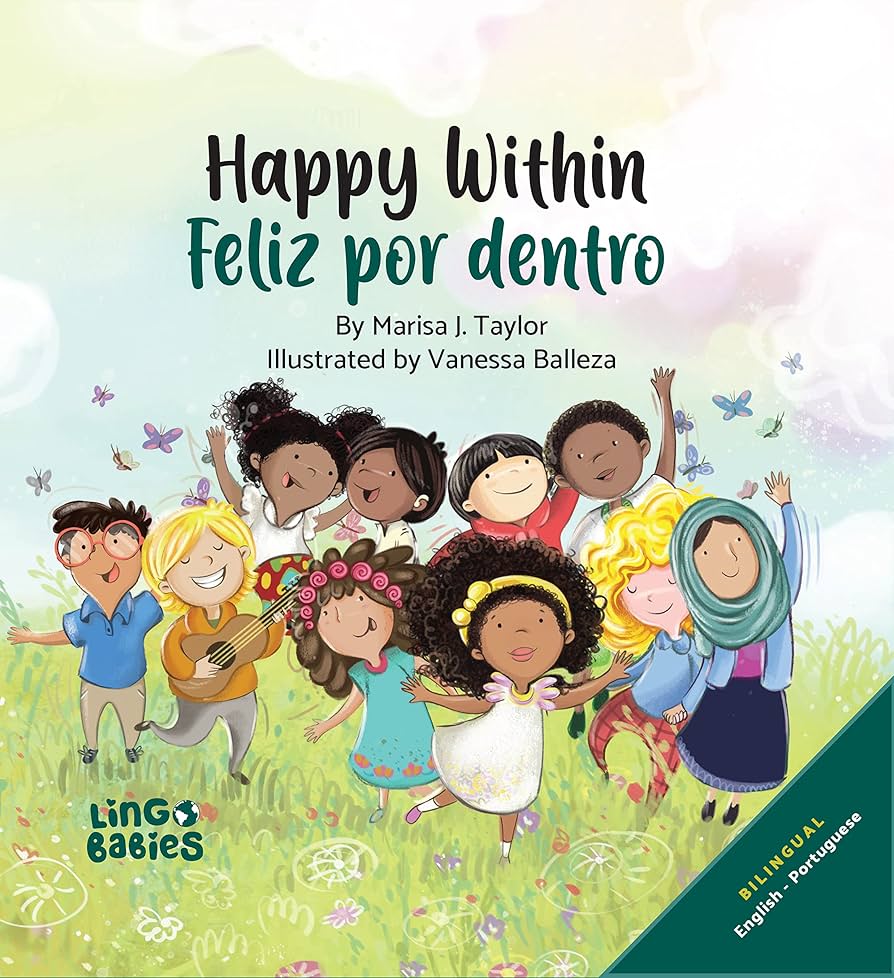 Happy Within
Feliz por dentro
By Marisa J. Taylor
Illustrated by Vanessa Balleza
LINGO
BABIES
BILINGUAL
English - Portuguese